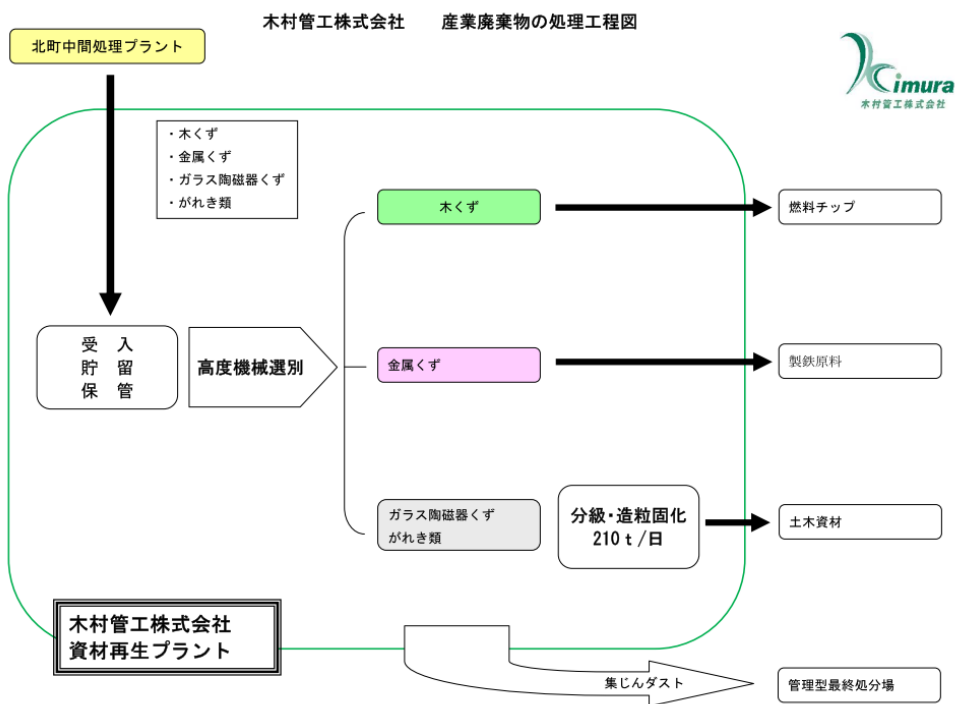 木村管工株式会社　　産業廃棄物の処理工程図
北町中間処理プラント
Kimura
木村管工株式会社
・木くず
・金属くず
・ガラス陶磁器くず
・がれき類
木くず
燃料チップ
受　入
貯　留
保　管
高度機械選別
金属くず
製鉄原料
ガラス陶磁器くず
がれき類
分級・造粒固化
210ｔ/日
土木資材
木村管工株式会社
資材再生プラント
集じんダスト
管理型最終処分場